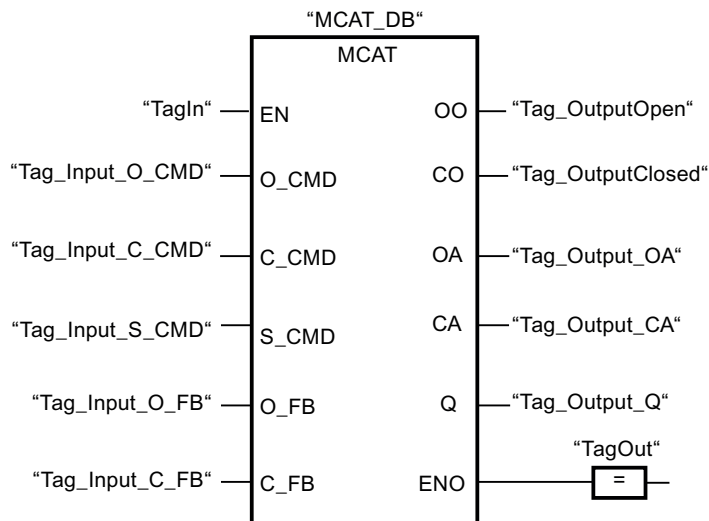 “MCAT_DB“
MCAT
“TagIn“ EN OO “Tag_OutputOpen“
“Tag_Input_O_CMD“ O_CMD CO “Tag_OutputClosed“
“Tag_Input_C_CMD“ C_CMD OA “Tag_Output_OA“
“Tag_Input_S_CMD“ S_CMD CA “Tag_Output_CA“
“Tag_Input_O_FB“ O_FB Q “Tag_Output_Q“
“TagOut“
“Tag_Input_C_FB“ C_FB ENO =